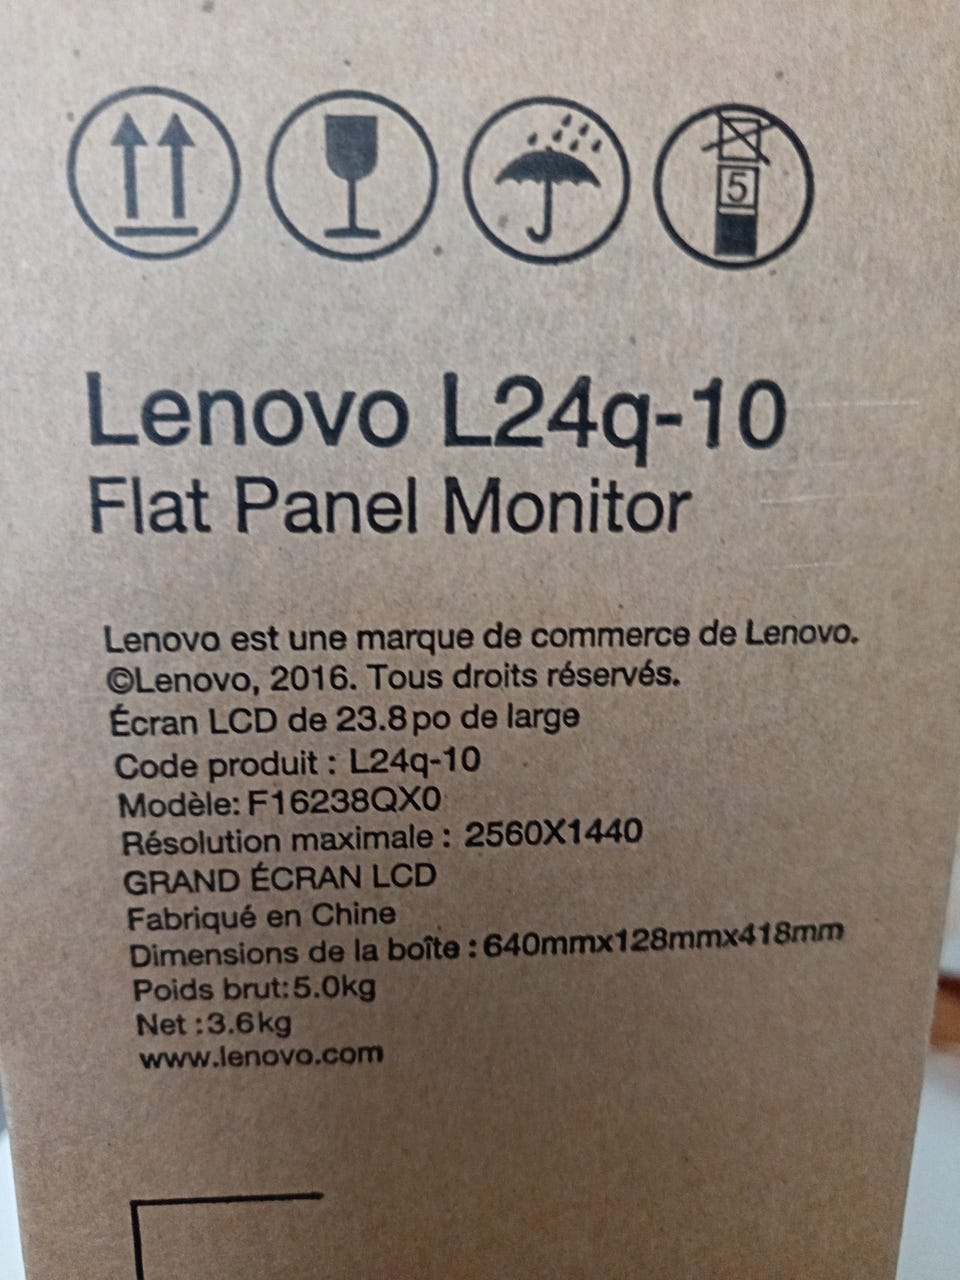 5
Lenovo L24q-10
Flat Panel Monitor
Lenovo est une marque de commerce de Lenovo.
©Lenovo, 2016. Tous droits réservés.
Écran LCD de 23.8po de large
Code produit : L24q-10
Modèle: F16238QX0
Résolution maximale : 2560X1440
GRAND ÉCRAN LCD
Fabriqué en Chine
Dimensions de la boîte : 640mmx128mmx418mm
Poids brut: 5.0kg
Net : 3.6kg
www.lenovo.com